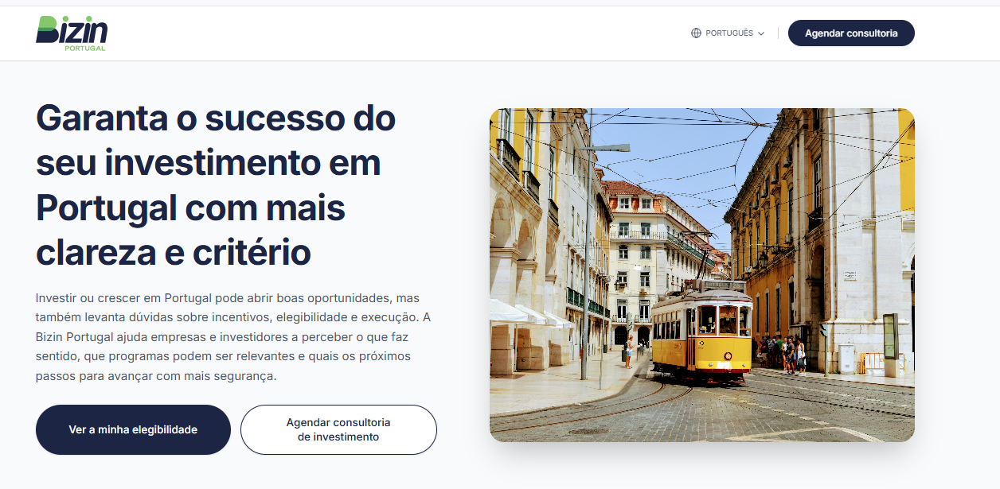 Bizin
PORTUGAL
PORTUGUÊS
Agendar consultoria
Garanta o sucesso do
seu investimento em
Portugal com mais
clareza e critério
Investir ou crescer em Portugal pode abrir boas oportunidades, mas
também levanta dúvidas sobre incentivos, elegibilidade e execução. A
Bizin Portugal ajuda empresas e investidores a perceber o que faz
sentido, que programas podem ser relevantes e quais os próximos
passos para avançar com mais segurança.
Ver a minha elegibilidade
Agendar consultoria
de investimento